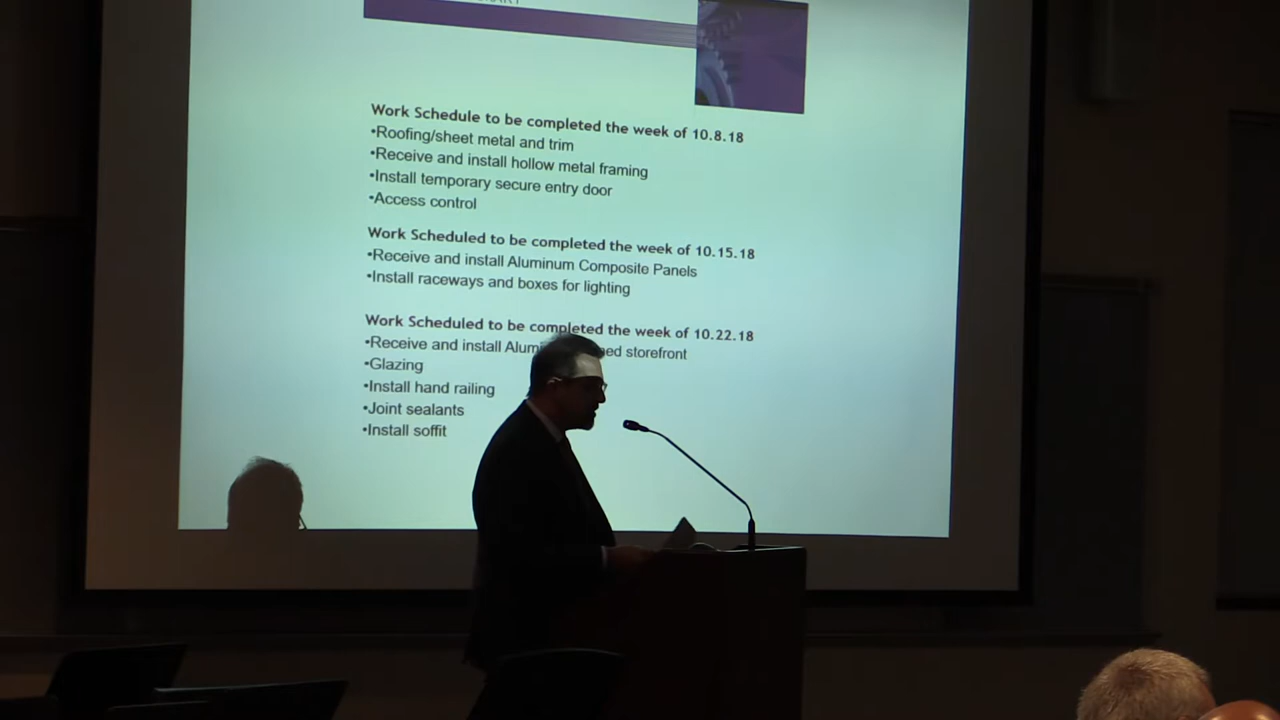 Work Schedule to be completed the week of 10.8.18
•Roofing/sheet metal and trim
•Receive and install hollow metal framing
•Install temporary secure entry door
•Access control
Work Scheduled to be completed the week of 10.15.18
•Receive and install Aluminum Composite Panels
•Install raceways and boxes for lighting
Work Scheduled to be completed the week of 10.22.18
•Receive and install storefront
•Glazing
•Install hand railing
•Joint sealants
•Install soffit